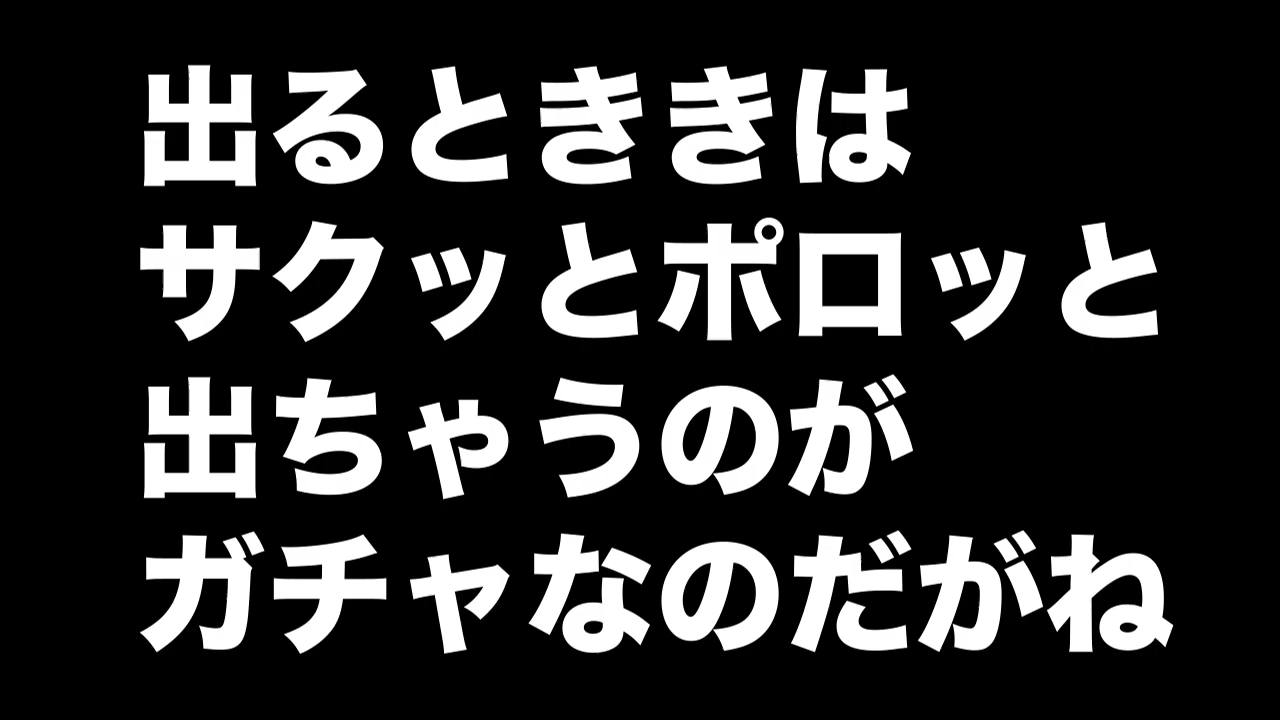 出るとききは
サクッとポロッと
出ちゃうのが
ガチャなのだがね